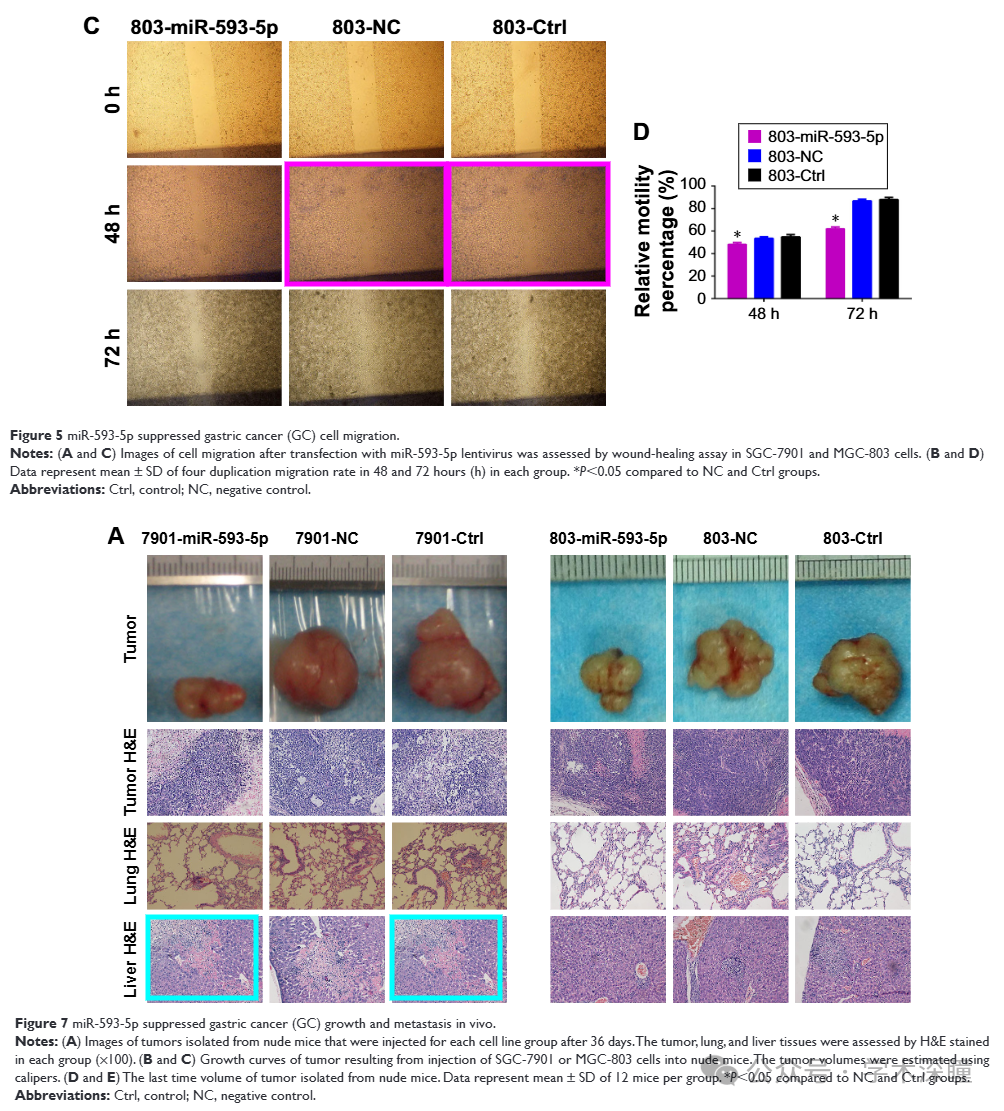 C
803-miR-593-5p 803-NC 803-Ctrl
0 h
48 h
72 h
D
803-miR-593-5p
803-NC
803-Ctrl
Relative motility
percentage (%)
100
80
60
40
20
0
*
*
48 h 72 h
Figure 5 miR-593-5p suppressed gastric cancer (GC) cell migration.
Notes: (A and C) Images of cell migration after transfection with miR-593-5p lentivirus was assessed by wound-healing assay in SGC-7901 and MGC-803 cells. (B and D)
Data represent mean ± SD of four duplication migration rate in 48 and 72 hours (h) in each group. *P<0.05 compared to NC and Ctrl groups.
Abbreviations: Ctrl, control; NC, negative control.
A
7901-miR-593-5p 7901-NC 7901-Ctrl 803-miR-593-5p 803-NC 803-Ctrl
Tumor
Tumor H&E
Lung H&E
Liver H&E
Figure 7 miR-593-5p suppressed gastric cancer (GC) growth and metastasis in vivo.
Notes: (A) Images of tumors isolated from nude mice that were injected for each cell line group after 36 days. The tumor, lung, and liver tissues were assessed by H&E stained
in each group (×100). (B and C) Growth curves of tumor resulting from injection of SGC-7901 or MGC-803 cells into nude mice. The tumor volumes were estimated using
calipers. (D and E) The last time volume of tumor isolated from nude mice. Data represent mean ± SD of 12 mice per group. *P<0.05 compared to NC and Ctrl groups.
Abbreviations: Ctrl, control; NC, negative control.
公众号 · 学术深瞳